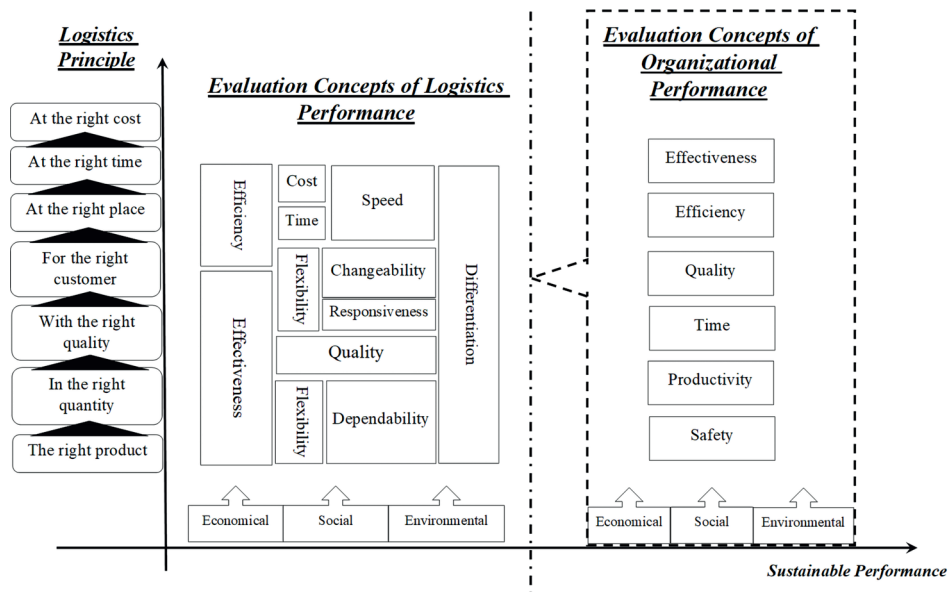 Logistics
Principle
At the right cost
At the right time
At the right place
For the right
customer
With the right
quality
In the right
quantity
The right product
Evaluation Concepts of Logistics
Performance
Efficiency
Effectiveness
Cost
Time
Speed
Flexibility
Changeability
Responsiveness
Quality
Flexibility
Dependability
Differentiation
Economical
Social
Environmental
Evaluation Concepts of
Organizational
Performance
Effectiveness
Efficiency
Quality
Time
Productivity
Safety
Economical
Social
Environmental
Sustainable Performance